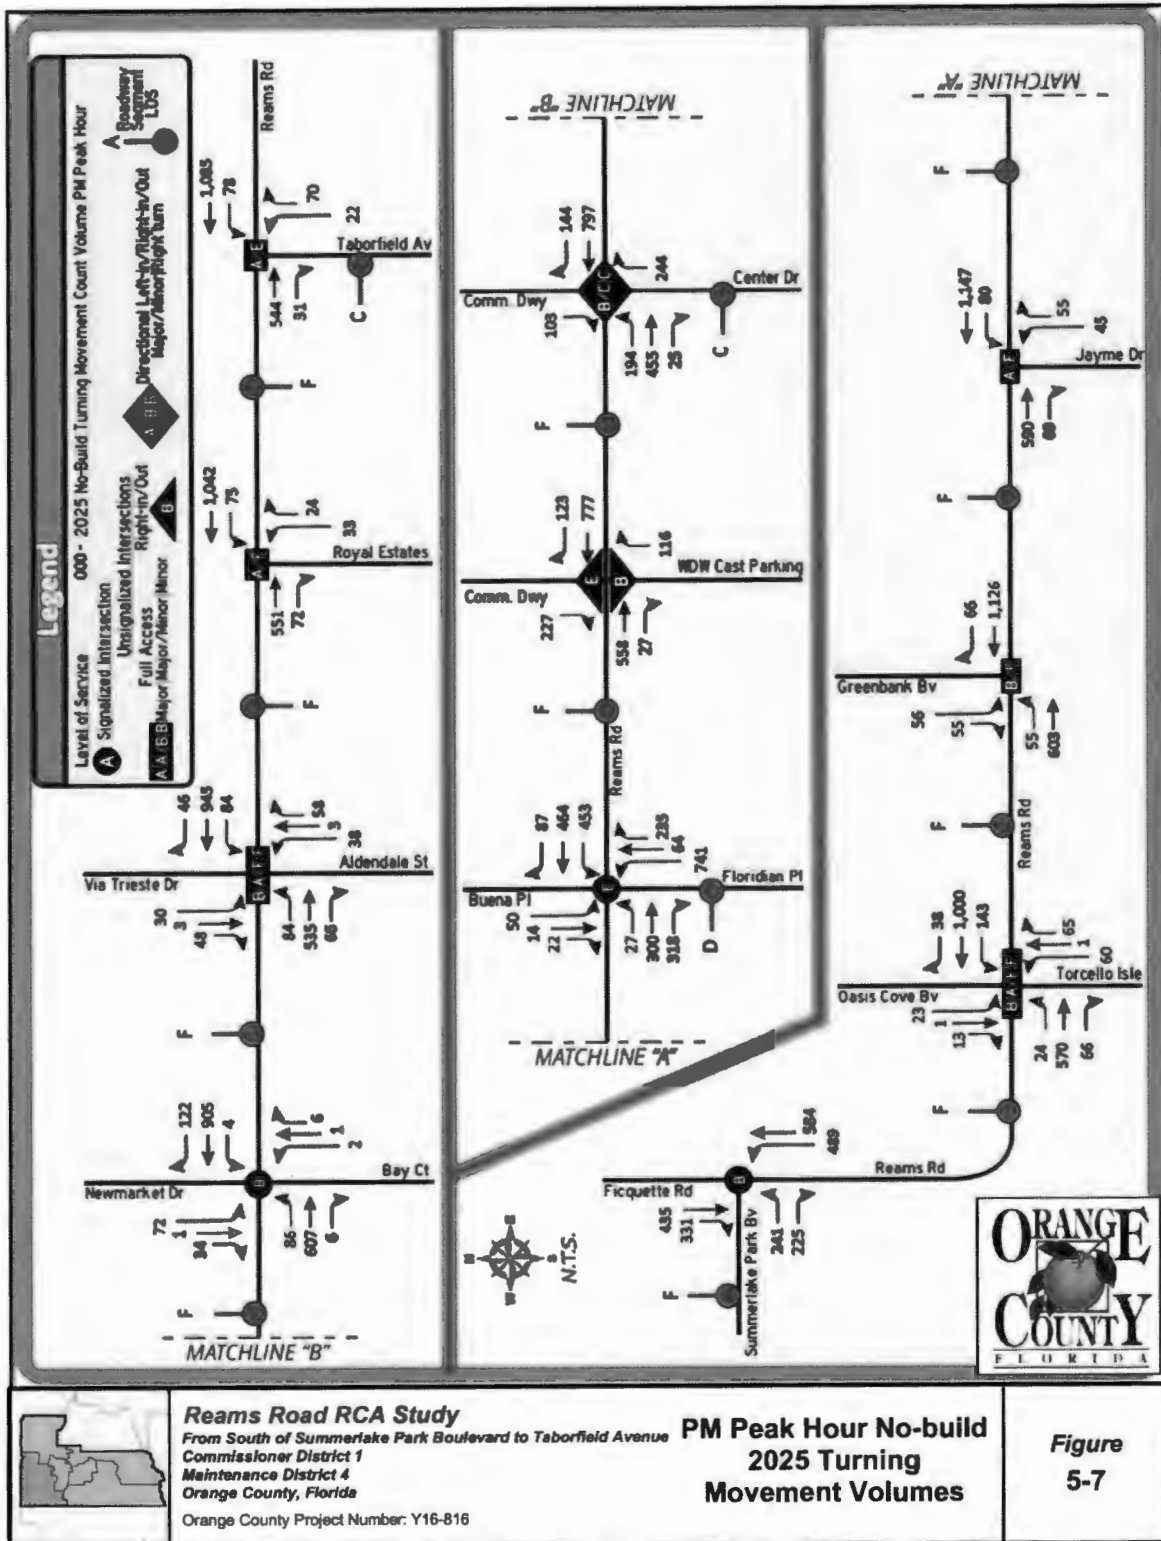 Legend
Level of Service
000 - 2025 No-Build Turning Movement Count Volume PM Peak Hour
A Signalized Intersection
Unsignalized Intersections
Full Access
Major Major/Minor Minor
Right-in/Out
B
Directional Left-in/Right-in/Out
A Roadway
Segment
LOS
Reams Rd
1,085
78
70
22
Taborfield Av
544
31
C
F
1,042
75
24
33
Royal Estates
551
72
F
46
945
84
58
3
38
Via Trieste Dr
Aldendale St
30
3
48
84
535
66
F
122
905
4
6
1
2
Newmarket Dr
Bay Ct
B
72
1
34
86
607
6
F
MATCHLINE "B"
MATCHLINE "B"
144
797
244
Comm. Dwy
Center Dr
B/C/C
103
194
455
25
C
F
123
777
116
Comm. Dwy
WDW Cast Parking
E
B
227
558
27
F
Reams Rd
87
464
453
235
64
741
Buena Pl
Floridian Pl
E
50
14
22
27
300
318
D
MATCHLINE "A"
MATCHLINE "A"
F
1,147
80
55
45
Jayme Dr
590
F
66
1,126
Greenbank Bv
56
55
55
603
F
Reams Rd
38
1,000
143
65
1
60
Oasis Cove Bv
Torcello Isle
23
1
13
24
570
66
F
584
489
Reams Rd
Ficquette Rd
B
435
331
241
225
Summerlake Park Bv
F
N
E
S
W
N.T.S.
ORANGE
COUNTY
FLORIDA
Reams Road RCA Study
From South of Summerlake Park Boulevard to Taborfield Avenue
Commissioner District 1
Maintenance District 4
Orange County, Florida
Orange County Project Number: Y16-816
PM Peak Hour No-build
2025 Turning
Movement Volumes
Figure
5-7